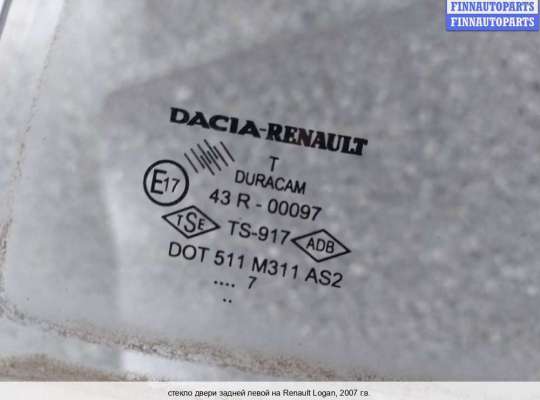 FINNAUTOPARTS
FINNAUTOPARTS
DACIA-RENAULT
T
DURACAM
E17
43 R - 00097
TSE TS-917 ADB
DOT 511 M311 AS2
.... 7
..
стекло двери задней левой на Renault Logan, 2007 г.в.